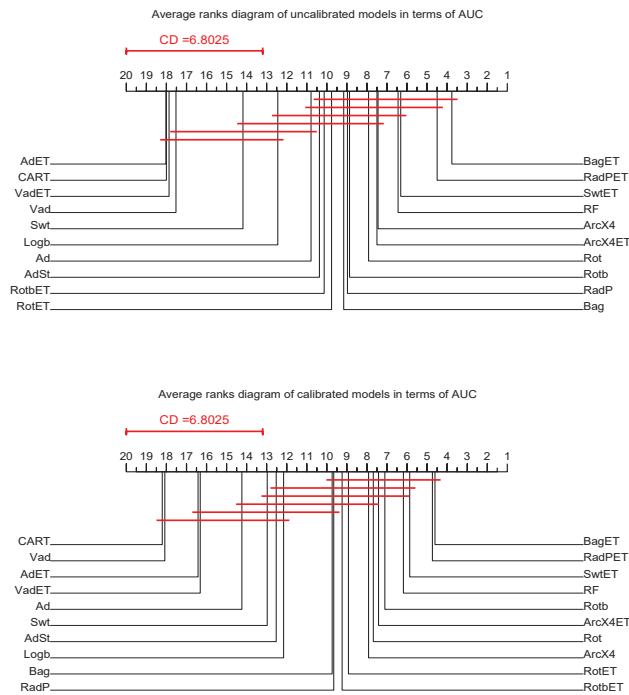 Average ranks diagram of uncalibrated models in terms of AUC
CD =6.8025
20 19 18 17 16 15 14 13 12 11 10 9 8 7 6 5 4 3 2 1
AdET BagET
CART RadPET
VadET SwtET
Vad RF
Swt ArcX4
Logb ArcX4ET
Ad Rot
AdSt Rotb
RotbET RadP
RotET Bag
Average ranks diagram of calibrated models in terms of AUC
CD =6.8025
20 19 18 17 16 15 14 13 12 11 10 9 8 7 6 5 4 3 2 1
CART BagET
Vad RadPET
AdET SwtET
VadET RF
Ad Rotb
Swt ArcX4ET
AdSt Rot
Logb ArcX4
Bag RotET
RadP RotbET